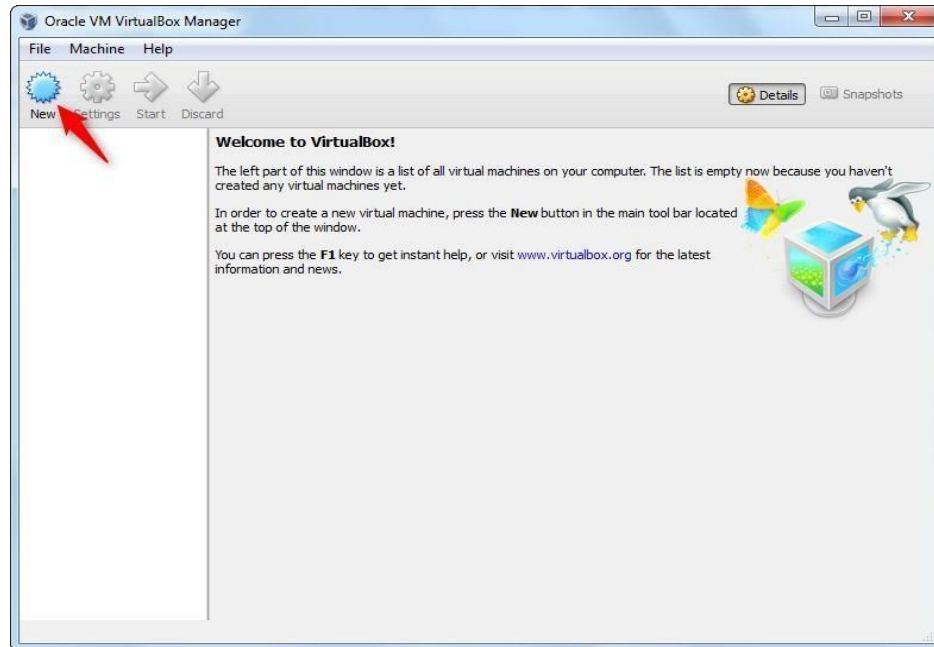 Oracle VM VirtualBox Manager
File Machine Help
New Settings Start Discard
Details Snapshots
Welcome to VirtualBox!
The left part of this window is a list of all virtual machines on your computer. The list is empty now because you haven't
created any virtual machines yet.
In order to create a new virtual machine, press the New button in the main tool bar located
at the top of the window.
You can press the F1 key to get instant help, or visit www.virtualbox.org for the latest
information and news.